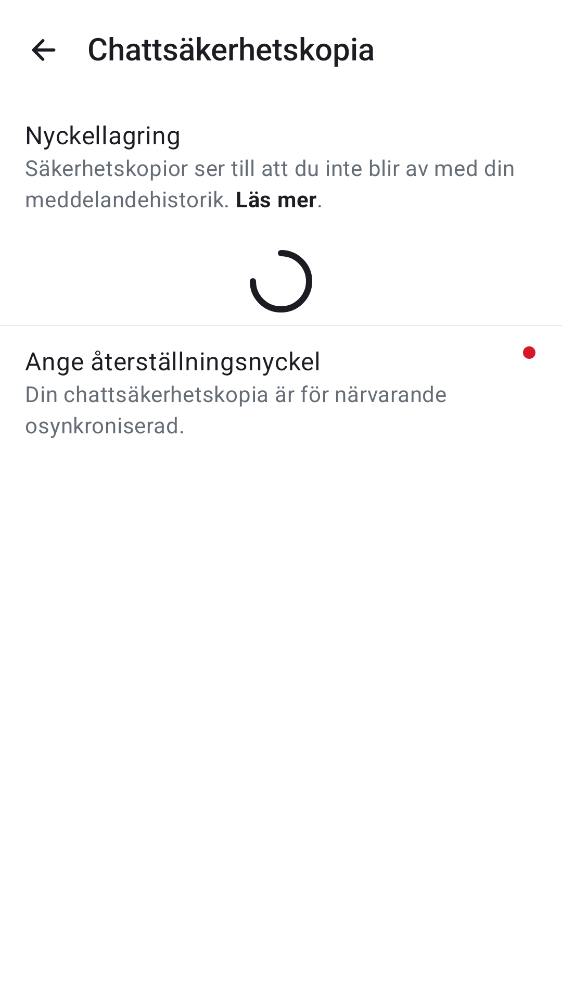 Chattsäkerhetskopia
Nyckellagring
Säkerhetskopior ser till att du inte blir av med din
meddelandehistorik. Läs mer.
Ange återställningsnyckel
Din chattsäkerhetskopia är för närvarande
osynkroniserad.